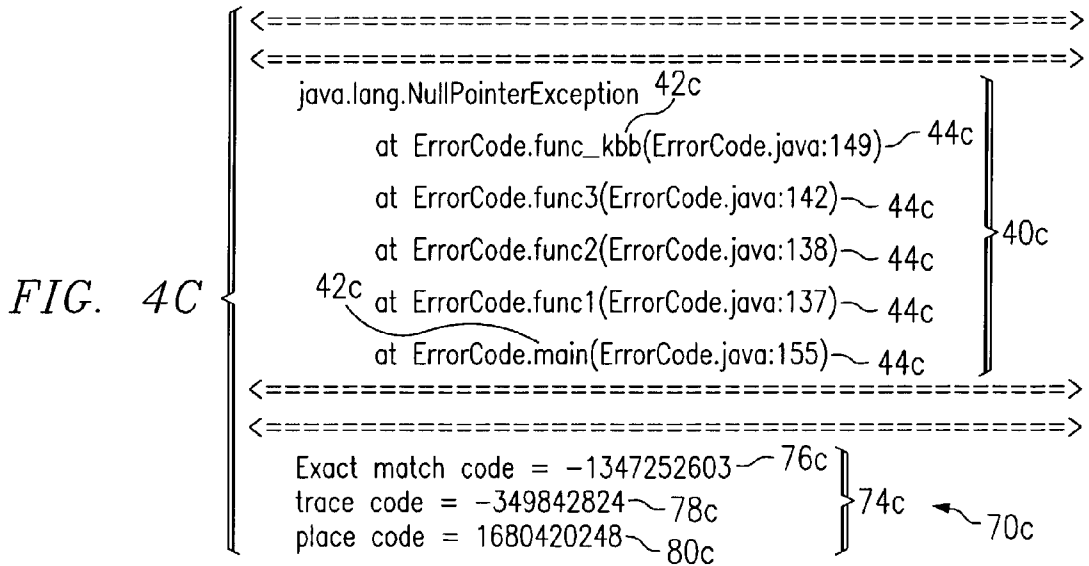 <===========================================>
<===========================================>
java.lang.NullPointerException 42c
at ErrorCode.func_kbb(ErrorCode.java:149) 44c
at ErrorCode.func3(ErrorCode.java:142) 44c
40c
at ErrorCode.func2(ErrorCode.java:138) 44c
FIG. 4C
42c
at ErrorCode.func1(ErrorCode.java:137) 44c
at ErrorCode.main(ErrorCode.java:155) 44c
<===========================================>
<===========================================>
Exact match code = -1347252603 76c
trace code = -349842824 78c 74c 70c
place code = 1680420248 80c